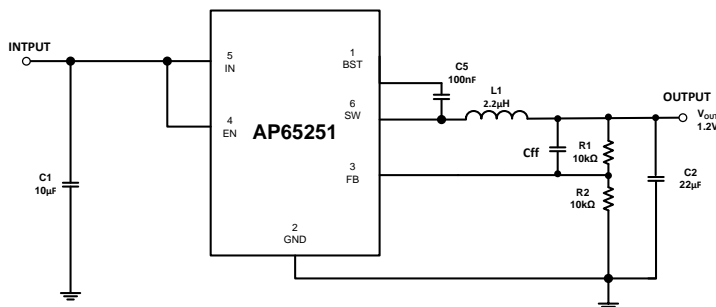 INTPUT
5
IN
4
EN
AP65251
1
BST
6
SW
3
FB
2
GND
C1
10µF
C5
100nF
L1
2.2µH
Cff
R1
10kΩ
R2
10kΩ
C2
22µF
OUTPUT
VOUT
1.2V